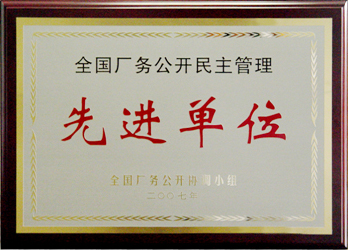 全国厂务公开民主管理
先进单位
全国厂务公开协调小组
二〇〇七年